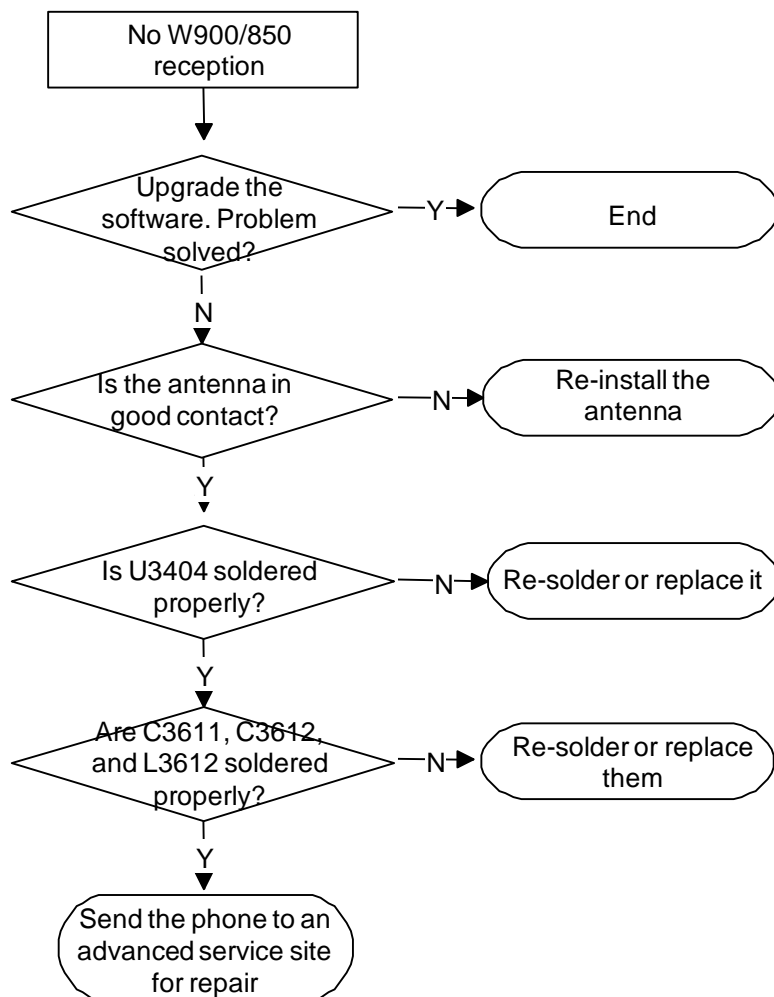 No W900/850
reception
Upgrade the
software. Problem
solved?
Y
End
N
Is the antenna in
good contact?
N
Re-install the
antenna
Y
Is U3404 soldered
properly?
N
Re-solder or replace it
Y
Are C3611, C3612,
and L3612 soldered
properly?
N
Re-solder or replace
them
Y
Send the phone to an
advanced service site
for repair